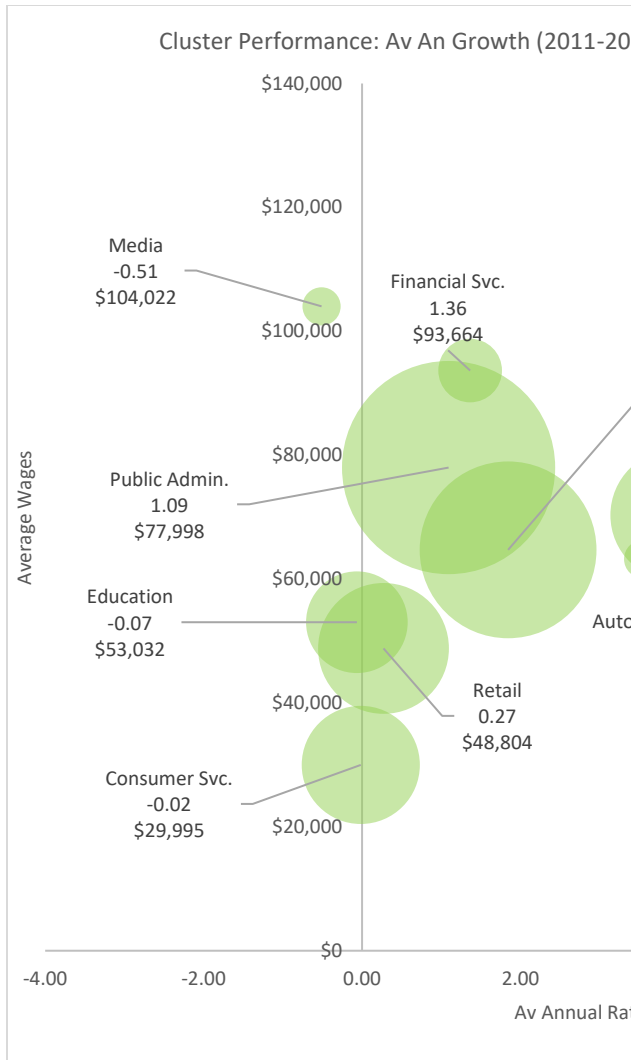 Cluster Performance: Av An Growth (2011-20
$140,000
$120,000
Media
-0.51
$104,022
Financial Svc.
1.36
$93,664
$100,000
$80,000
Public Admin.
1.09
$77,998
Average Wages
$60,000
Education
-0.07
$53,032
Auto
$40,000
Retail
0.27
$48,804
Consumer Svc.
-0.02
$29,995
$20,000
$0
-4.00 -2.00 0.00 2.00
Av Annual Rat